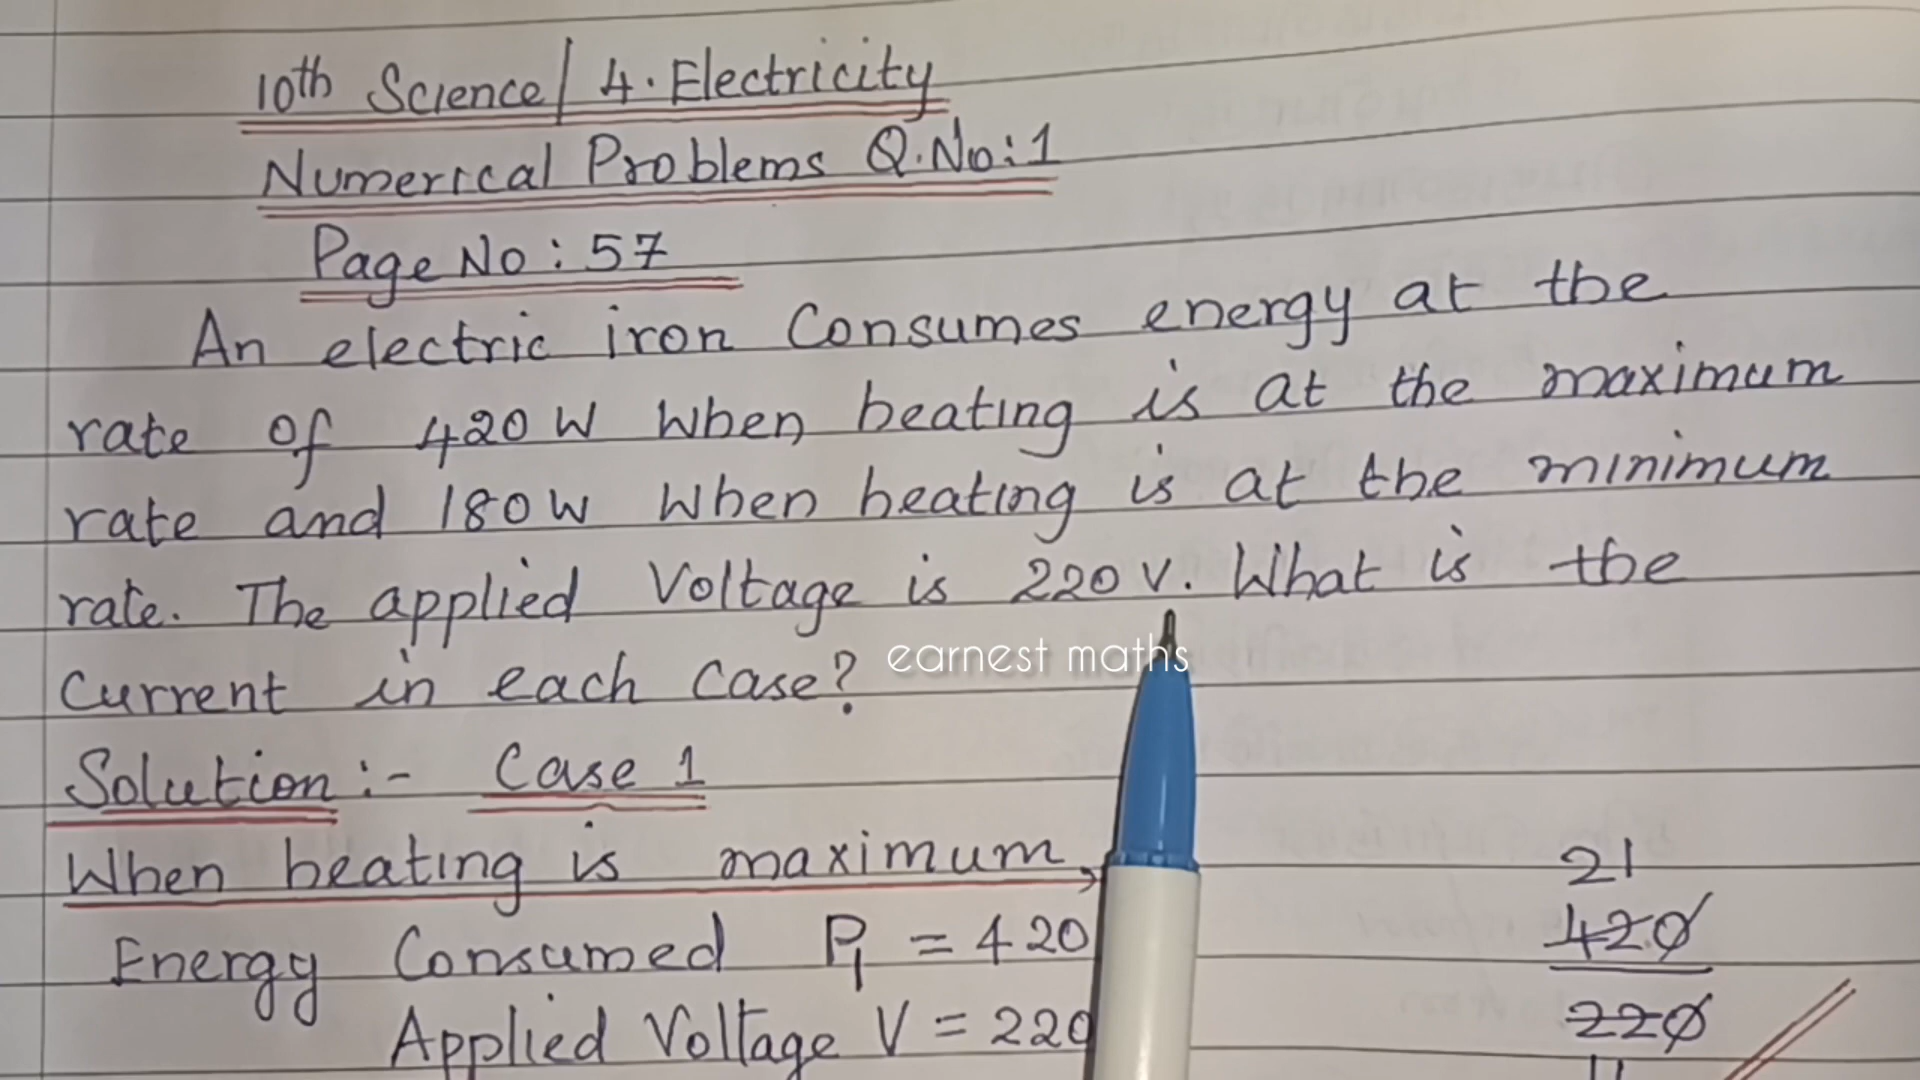 10th Science / 4. Electricity
Numerical Problems Q.No:1
Page No: 57
An electric iron Consumes energy at the
rate of 420 W When heating is at the maximum
rate and 180 W When heating is at the minimum
rate. The applied Voltage is 220 V. What is the
Current in each Case?
earnest maths
Solution:- Case 1
When heating is maximum
Energy Consumed P1 = 420
Applied Voltage V = 220
21
420
220
11